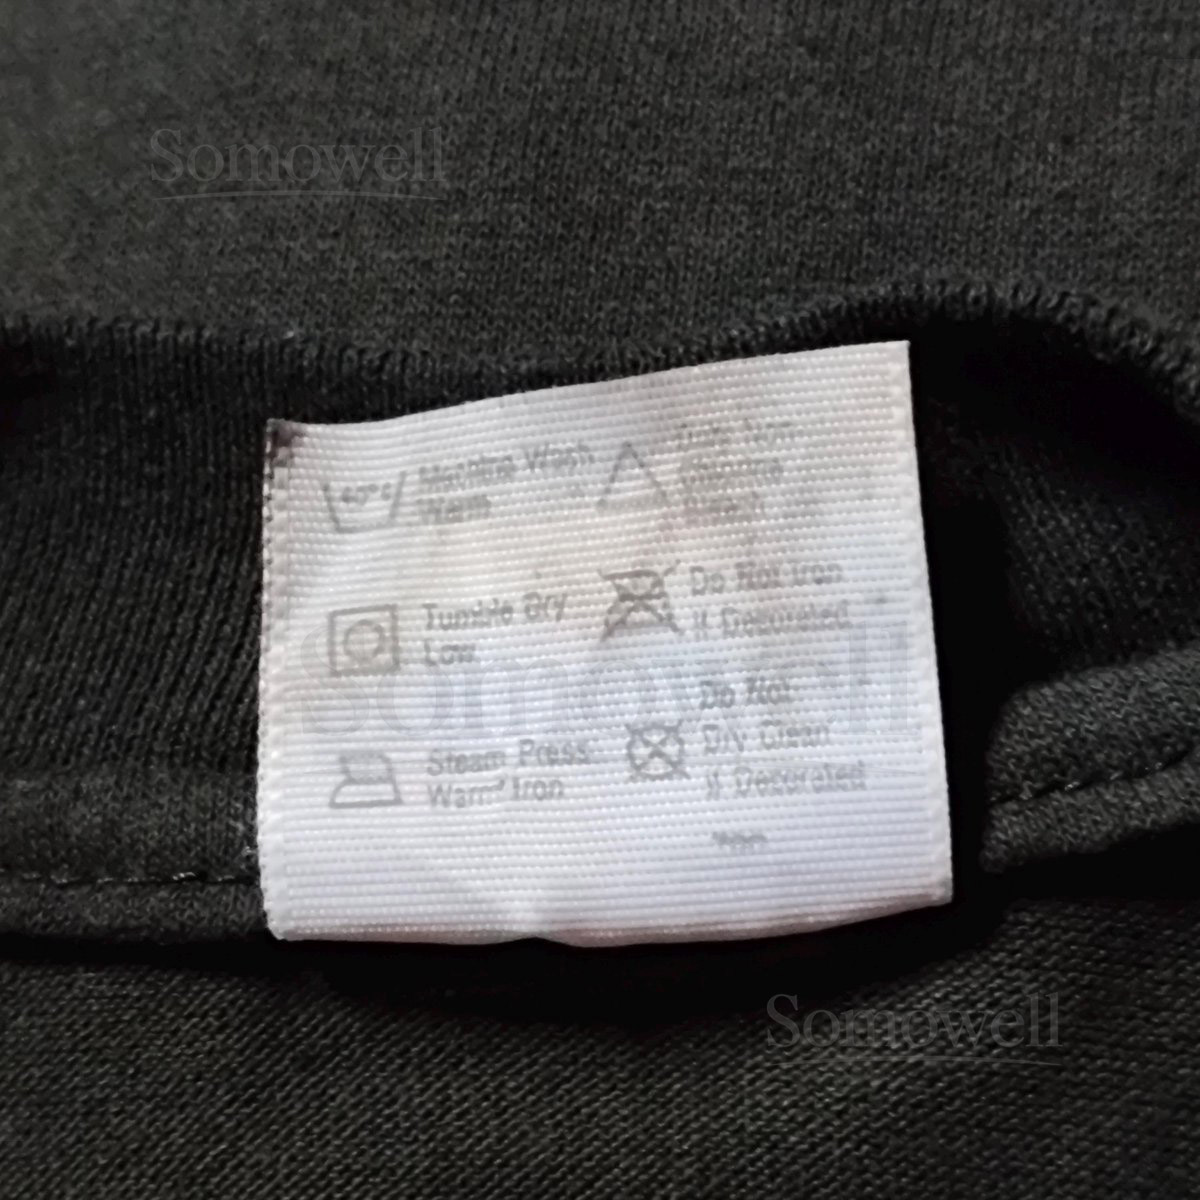 Somowell
40°C
Machine Wash
Warm
Only Non-
Chlorine
Bleach
Tumble Dry
Low
Do Not Iron
If Decorated
Steam Press
Warm Iron
Do Not
Dry Clean
If Decorated
Somowell
Somowell